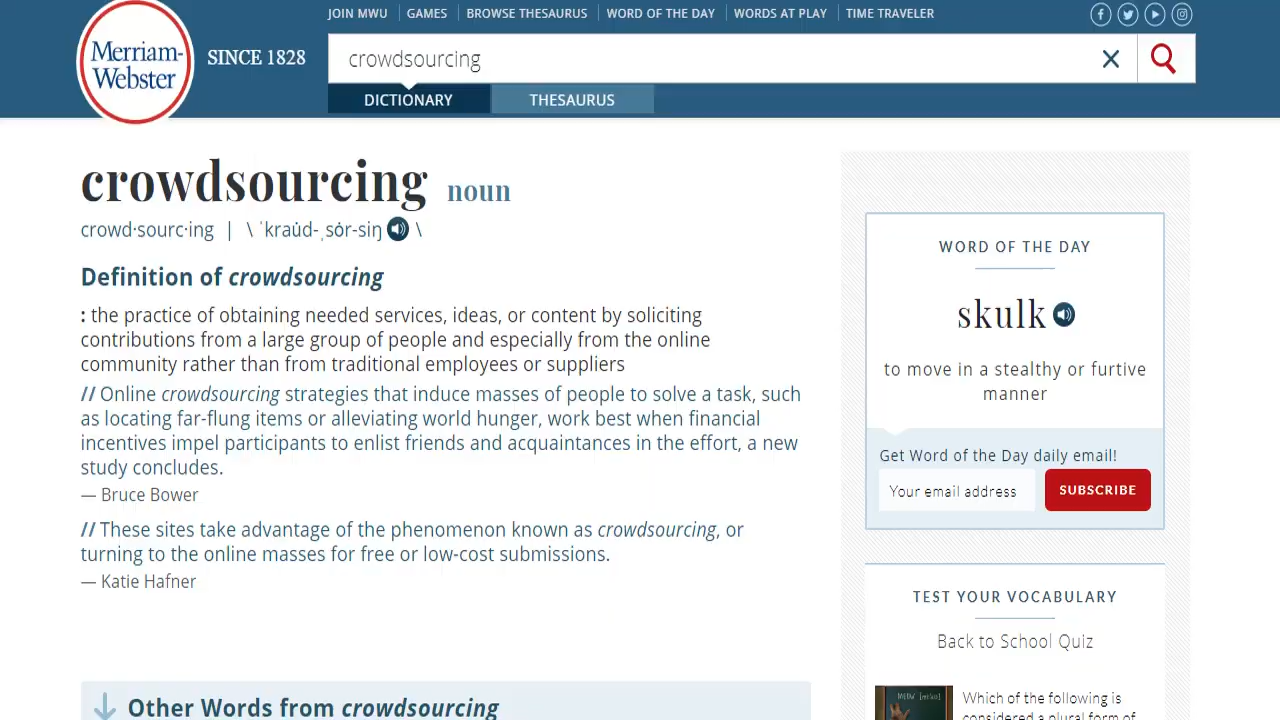 JOIN MWU GAMES BROWSE THESAURUS WORD OF THE DAY WORDS AT PLAY TIME TRAVELER
Merriam-
Webster
SINCE 1828
crowdsourcing
DICTIONARY THESAURUS
crowdsourcing noun
crowd·sourc·ing | \ ˈkrau̇d-ˌsȯr-siŋ \
Definition of crowdsourcing
: the practice of obtaining needed services, ideas, or content by soliciting
contributions from a large group of people and especially from the online
community rather than from traditional employees or suppliers
// Online crowdsourcing strategies that induce masses of people to solve a task, such
as locating far-flung items or alleviating world hunger, work best when financial
incentives impel participants to enlist friends and acquaintances in the effort, a new
study concludes.
— Bruce Bower
// These sites take advantage of the phenomenon known as crowdsourcing, or
turning to the online masses for free or low-cost submissions.
— Katie Hafner
Other Words from crowdsourcing
WORD OF THE DAY
skulk
to move in a stealthy or furtive
manner
Get Word of the Day daily email!
Your email address SUBSCRIBE
TEST YOUR VOCABULARY
Back to School Quiz
Which of the following is
considered a plural form of